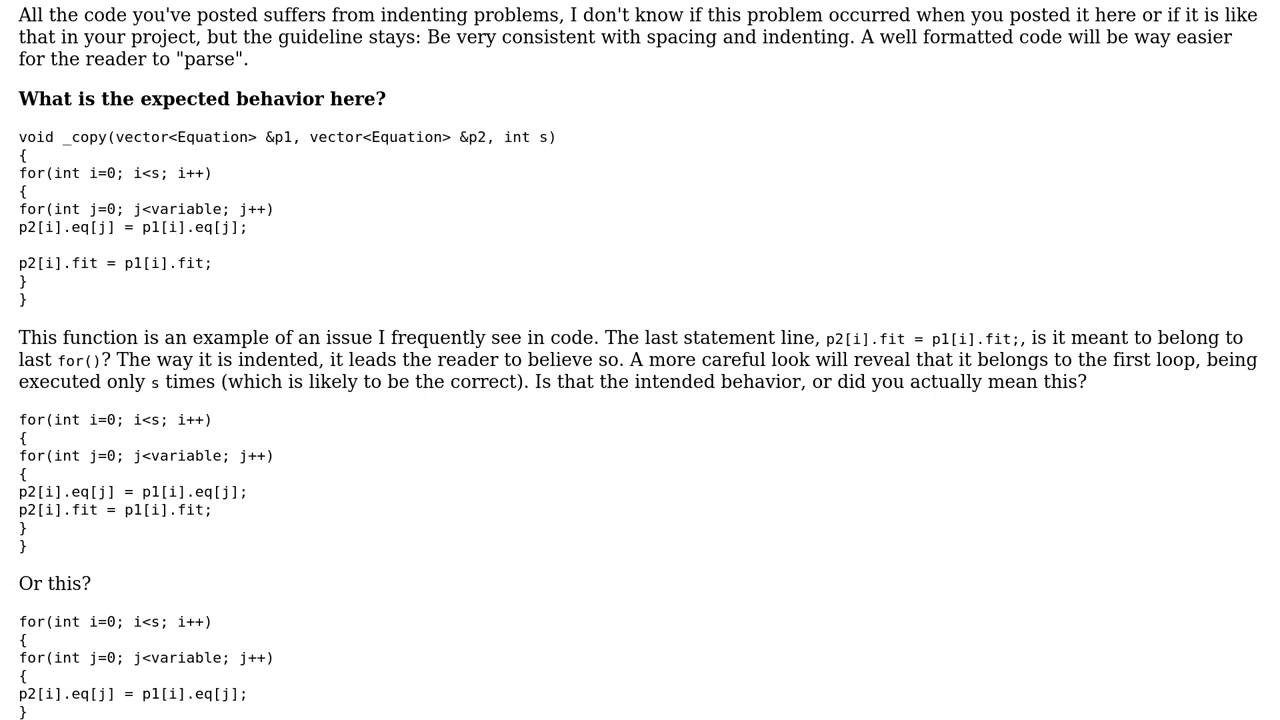 All the code you've posted suffers from indenting problems, I don't know if this problem occurred when you posted it here or if it is like
that in your project, but the guideline stays: Be very consistent with spacing and indenting. A well formatted code will be way easier
for the reader to "parse".
What is the expected behavior here?
void _copy(vector<Equation> &p1, vector<Equation> &p2, int s)
{
for(int i=0; i<s; i++)
{
for(int j=0; j<variable; j++)
p2[i].eq[j] = p1[i].eq[j];
p2[i].fit = p1[i].fit;
}
}
This function is an example of an issue I frequently see in code. The last statement line, p2[i].fit = p1[i].fit;, is it meant to belong to
last for()? The way it is indented, it leads the reader to believe so. A more careful look will reveal that it belongs to the first loop, being
executed only s times (which is likely to be the correct). Is that the intended behavior, or did you actually mean this?
for(int i=0; i<s; i++)
{
for(int j=0; j<variable; j++)
{
p2[i].eq[j] = p1[i].eq[j];
p2[i].fit = p1[i].fit;
}
}
Or this?
for(int i=0; i<s; i++)
{
for(int j=0; j<variable; j++)
{
p2[i].eq[j] = p1[i].eq[j];
}